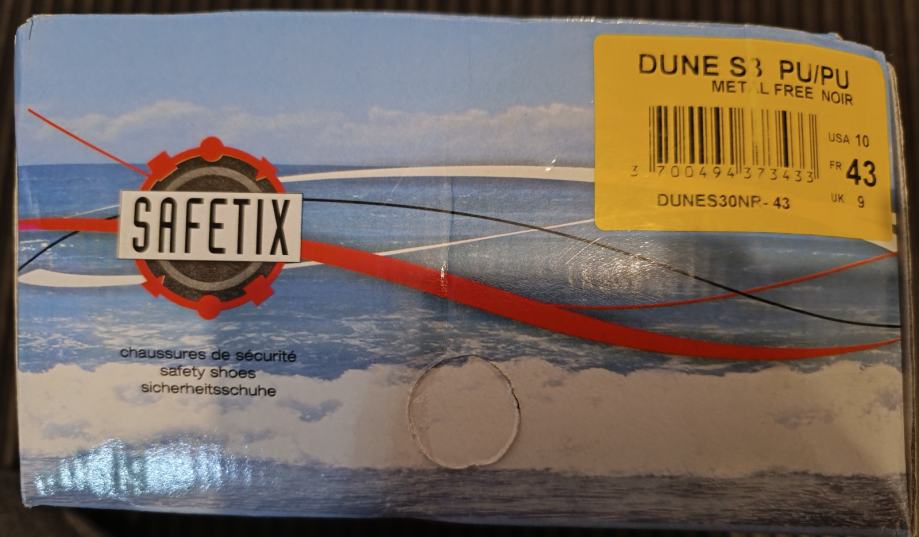 SAFETIX
chaussures de sécurité
safety shoes
sicherheitsschuhe
DUNE S3 PU/PU
METAL FREE NOIR
3 700494 373433
USA 10
FR 43
UK 9
DUNES30NR- 43